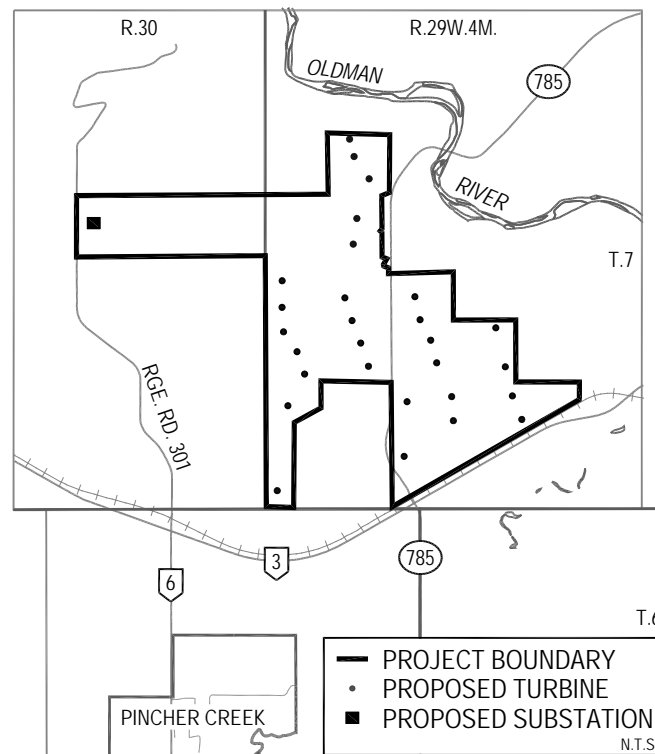 R.30
R.29W.4M.
OLDMAN
785
RIVER
T.7
RGE. RD. 301
3
785
6
T.6
PINCHER CREEK
PROJECT BOUNDARY
PROPOSED TURBINE
PROPOSED SUBSTATION
N.T.S